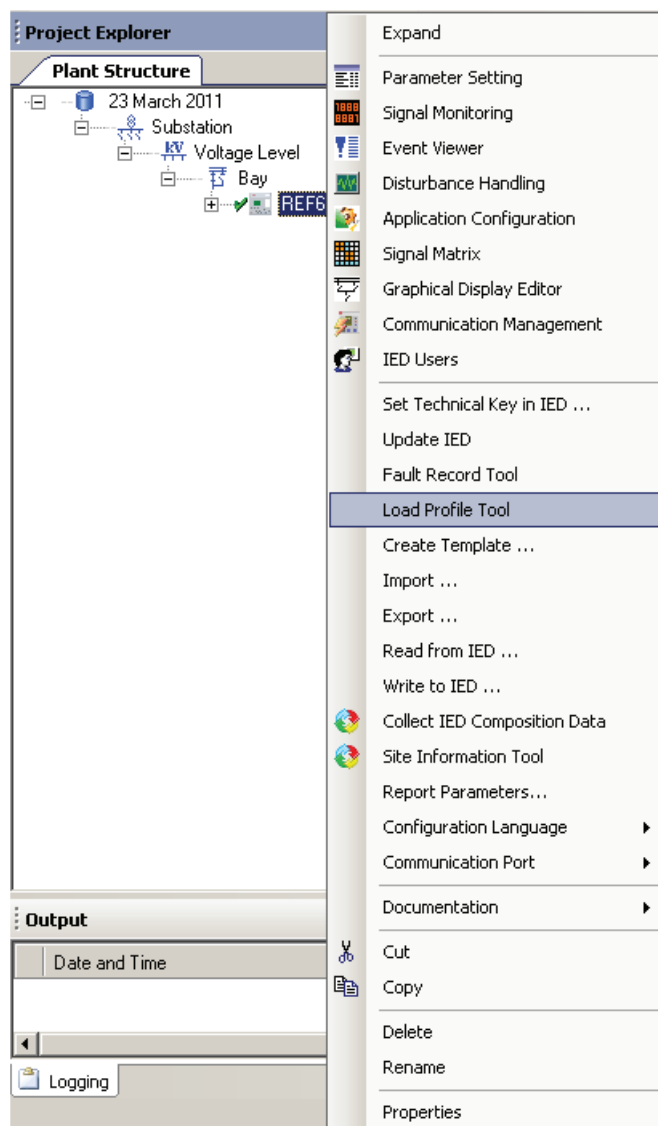 Project Explorer
Plant Structure
23 March 2011
Substation
Voltage Level
Bay
REF6
Expand
Parameter Setting
Signal Monitoring
Event Viewer
Disturbance Handling
Application Configuration
Signal Matrix
Graphical Display Editor
Communication Management
IED Users
Set Technical Key in IED ...
Update IED
Fault Record Tool
Load Profile Tool
Create Template ...
Import ...
Export ...
Read from IED ...
Write to IED ...
Collect IED Composition Data
Site Information Tool
Report Parameters...
Configuration Language
Communication Port
Documentation
Cut
Copy
Delete
Rename
Properties
Output
Date and Time
Logging